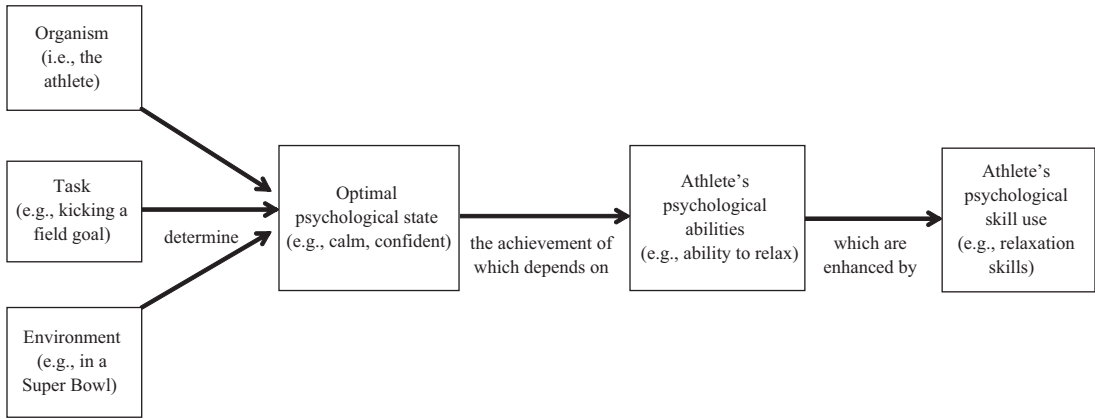 Organism
(i.e., the
athlete)
Task
(e.g., kicking a
field goal)
Environment
(e.g., in a
Super Bowl)
determine
Optimal
psychological state
(e.g., calm, confident)
the achievement of
which depends on
Athlete’s
psychological
abilities
(e.g., ability to relax)
which are
enhanced by
Athlete’s
psychological
skill use
(e.g., relaxation
skills)